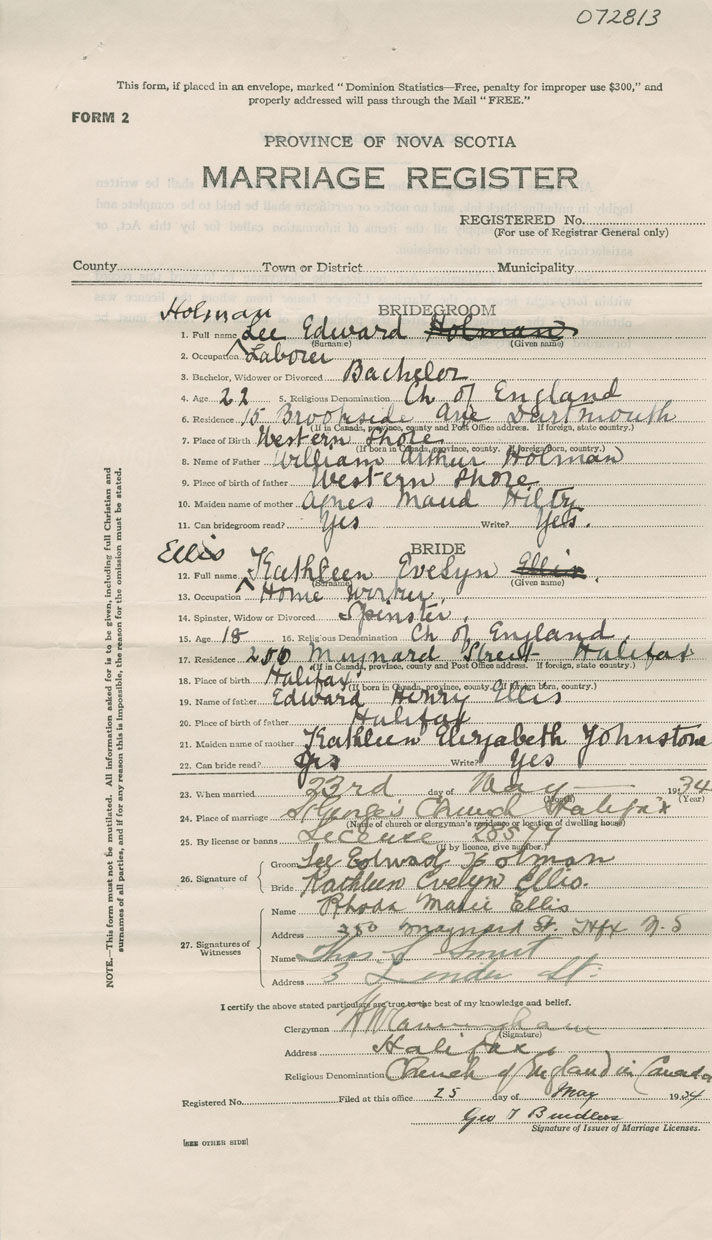 072813
This form, if placed in an envelope, marked "Dominion Statistics—Free, penalty for improper use $300," and
properly addressed will pass through the Mail "FREE."
FORM 2
PROVINCE OF NOVA SCOTIA
MARRIAGE REGISTER
REGISTERED No.
(For use of Registrar General only)
County Town or District Municipality
BRIDEGROOM
Holman
1. Full name Lee Edward Holman
(Surname) (Given name)
2. Occupation Laborer
3. Bachelor, Widower or Divorced Bachelor
4. Age 22 5. Religious Denomination Ch of England
6. Residence 15 Brookside Ave Dartmouth
(If in Canada, province, county and Post Office address. If foreign, state country.)
7. Place of Birth Western Shore
(If born in Canada, province, county. If foreign born, country.)
8. Name of Father William Arthur Holman
9. Place of birth of father Western Shore
10. Maiden name of mother Agnes Maud Hilty
11. Can bridegroom read? Yes Write? Yes.
BRIDE
Ellis
12. Full name Kathleen Evelyn Ellis.
(Surname) (Given name)
13. Occupation Home Worker.
14. Spinster, Widow or Divorced Spinster.
15. Age 18 16. Religious Denomination Ch of England
17. Residence 250 Maynard Street Halifax
(If in Canada, province, county and Post Office address. If foreign, state country.)
18. Place of birth Halifax
(If born in Canada, province, county. If foreign born, country.)
19. Name of father Edward Henry Ellis
20. Place of birth of father Halifax
21. Maiden name of mother Kathleen Elizabeth Johnstone
22. Can bride read? Yes Write? Yes
23. When married 23rd day of May 1934
(Month) (Year)
24. Place of marriage St George's Church Halifax
(Name of church or clergyman's residence or location of dwelling house)
25. By license or banns License
(If by licence, give number.)
26. Signature of
Groom Lee Edward Holman
Bride Kathleen Evelyn Ellis.
27. Signatures of Witnesses
Name Rhoda Marie Ellis
Address 250 Maynard St. Hfx N.S
Name Thos. J.
Address 3 St.
I certify the above stated particulars are true to the best of my knowledge and belief.
Clergyman H W Cunningham
(Signature)
Address Halifax
Religious Denomination Church of England in Canada
Registered No. Filed at this office 25 day of May 1934
Geo T
Signature of Issuer of Marriage Licenses.
[SEE OTHER SIDE]
NOTE.—This form must not be mutilated. All information asked for is to be given, including full Christian and
surnames of all parties, and if for any reason this is impossible, the reason for the omission must be stated.